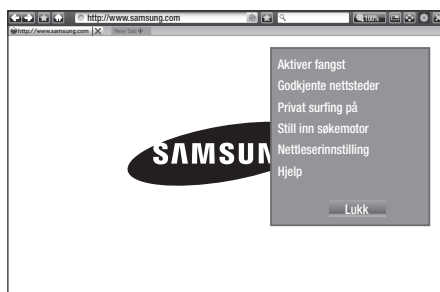 http://www.samsung.com
100%
http://www.samsung.com
New Tab +
Aktiver fangst
Godkjente nettsteder
Privat surfing på
Still inn søkemotor
Nettleserinnstilling
Hjelp
SAMSUN
Lukk